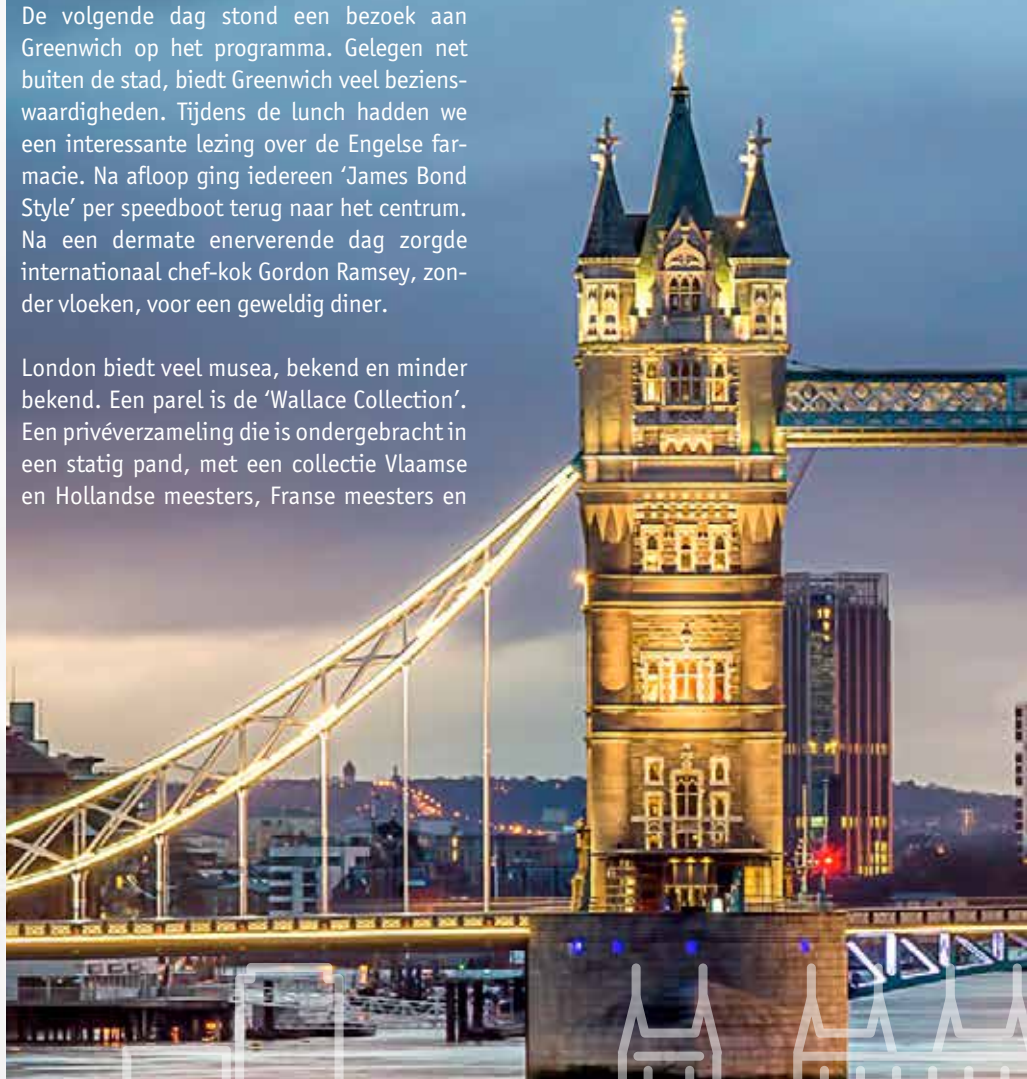 De volgende dag stond een bezoek aan
Greenwich op het programma. Gelegen net
buiten de stad, biedt Greenwich veel beziens-
waardigheden. Tijdens de lunch hadden we
een interessante lezing over de Engelse far-
macie. Na afloop ging iedereen ‘James Bond
Style’ per speedboot terug naar het centrum.
Na een dermate enerverende dag zorgde
internationaal chef-kok Gordon Ramsey, zon-
der vloeken, voor een geweldig diner.

London biedt veel musea, bekend en minder
bekend. Een parel is de ‘Wallace Collection’.
Een privéverzameling die is ondergebracht in
een statig pand, met een collectie Vlaamse
en Hollandse meesters, Franse meesters en